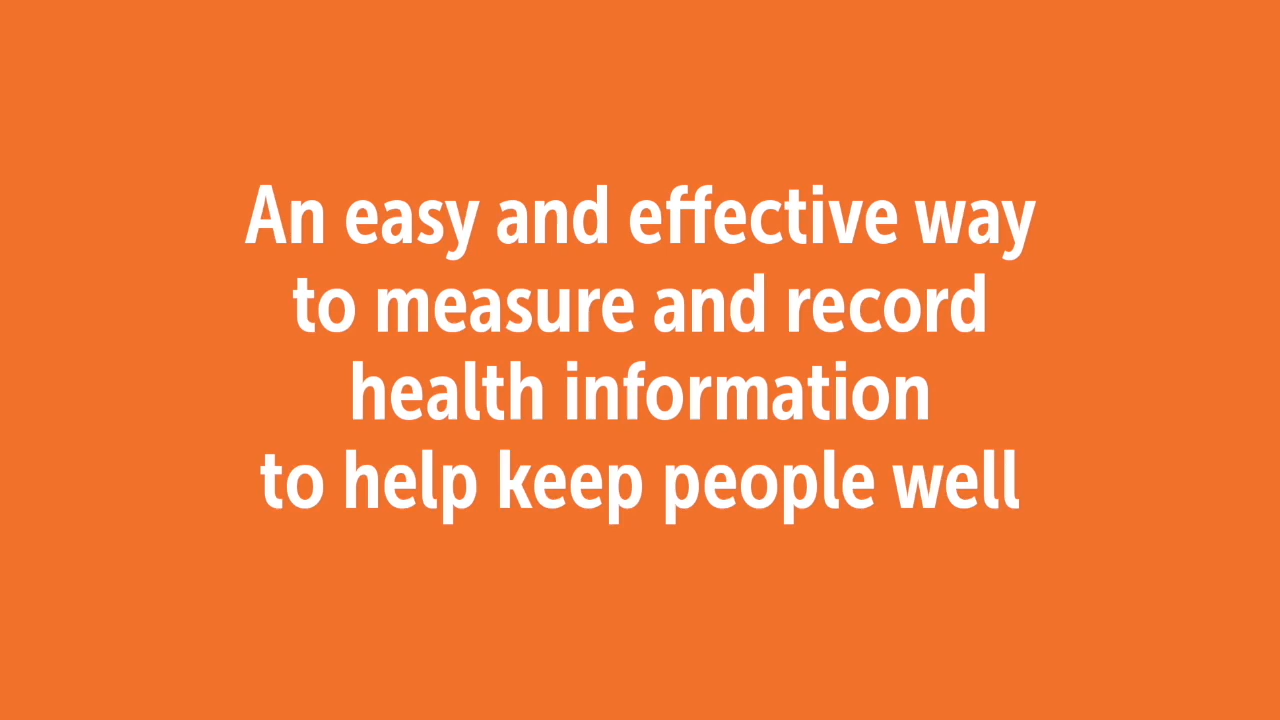 An easy and effective way
to measure and record
health information
to help keep people well